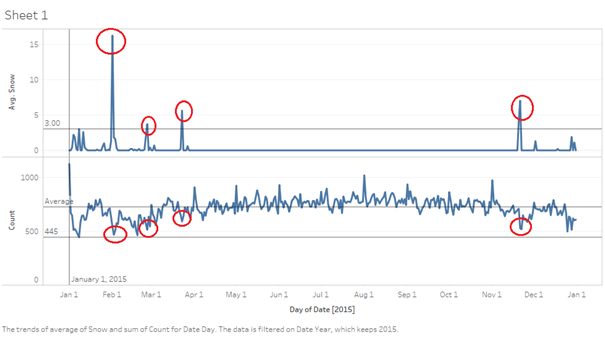 Sheet 1
15
10
Avg. Snow
5
3.00
0
1000
Average
Count
500
445
0
January 1, 2015
Jan 1 Feb 1 Mar 1 Apr 1 May 1 Jun 1 Jul 1 Aug 1 Sep 1 Oct 1 Nov 1 Dec 1 Jan 1
Day of Date [2015]
The trends of average of Snow and sum of Count for Date Day. The data is filtered on Date Year, which keeps 2015.